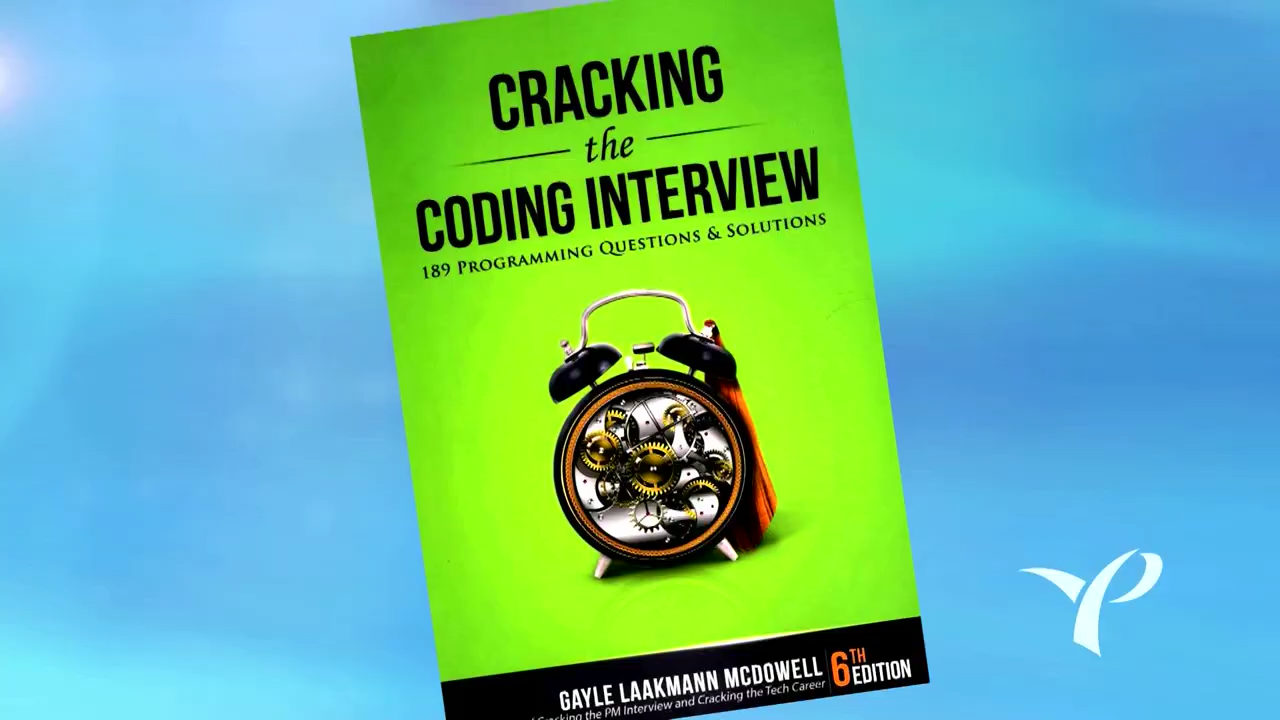 CRACKING
the
CODING INTERVIEW
189 PROGRAMMING QUESTIONS & SOLUTIONS
GAYLE LAAKMANN MCDOWELL
6TH EDITION
Cracking the PM Interview and Cracking the Tech Career